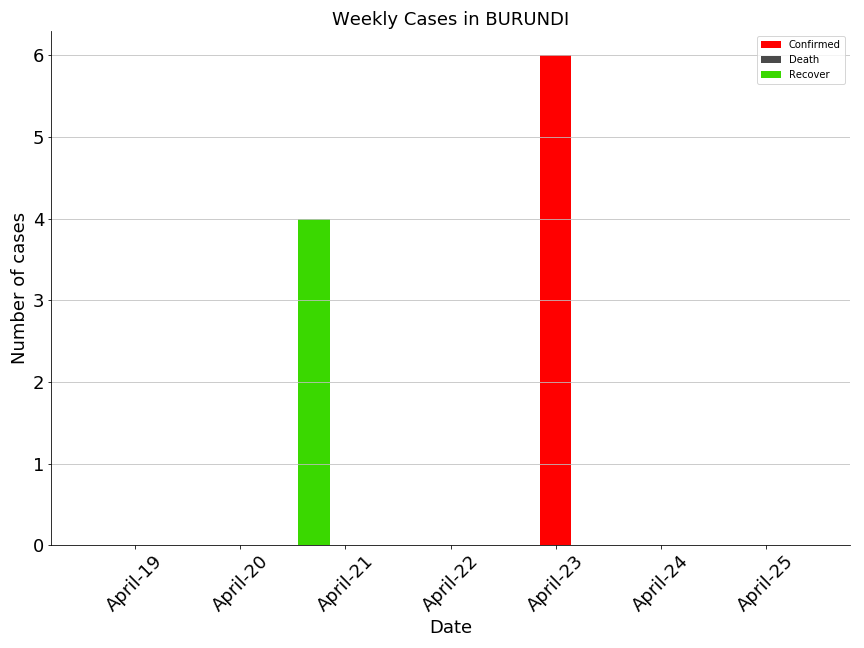 Weekly Cases in BURUNDI
Confirmed
Death
Recover
Number of cases
6
5
4
3
2
1
0
April-19
April-20
April-21
April-22
April-23
April-24
April-25
Date